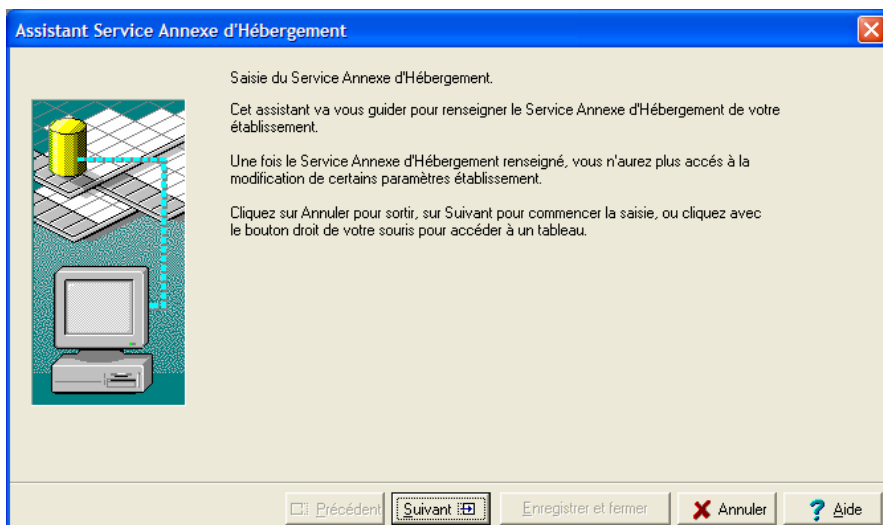 Assistant Service Annexe d'Hébergement
Saisie du Service Annexe d'Hébergement.
Cet assistant va vous guider pour renseigner le Service Annexe d'Hébergement de votre
établissement.
Une fois le Service Annexe d'Hébergement renseigné, vous n'aurez plus accés à la
modification de certains paramètres établissement.
Cliquez sur Annuler pour sortir, sur Suivant pour commencer la saisie, ou cliquez avec
le bouton droit de votre souris pour accéder à un tableau.
Précédent Suivant Enregistrer et fermer Annuler ? Aide